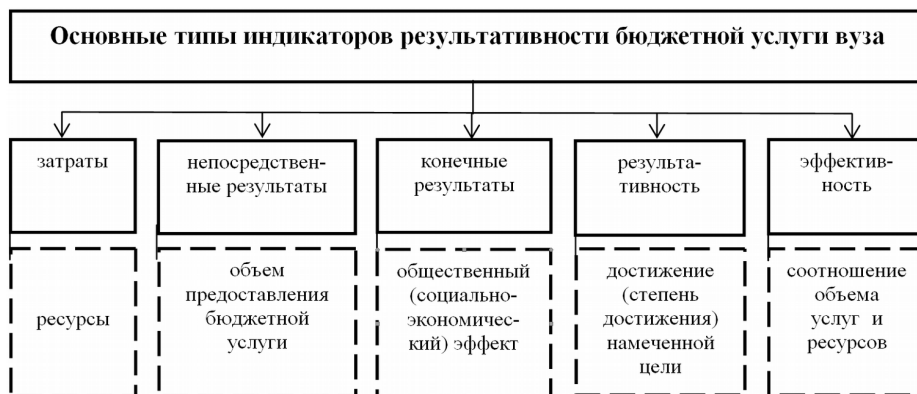 Основные типы индикаторов результативности бюджетной услуги вуза
затраты
непосредствен-
ные результаты
конечные
результаты
результа-
тивность
эффектив-
ность
ресурсы
объем
предоставления
бюджетной
услуги
общественный
(социально-
экономичес-
кий) эффект
достижение
(степень
достижения)
намеченной
цели
соотношение
объема
услуг и
ресурсов